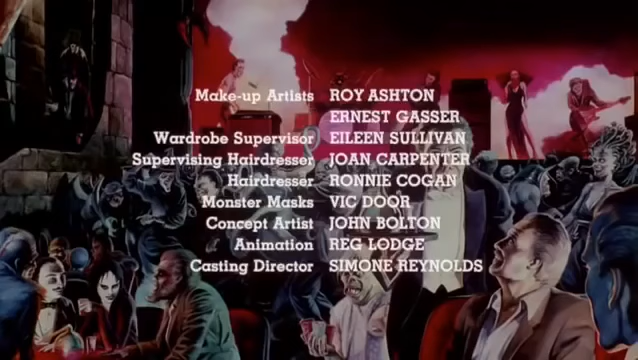 Make-up Artists ROY ASHTON
ERNEST GASSER
Wardrobe Supervisor EILEEN SULLIVAN
Supervising Hairdresser JOAN CARPENTER
Hairdresser RONNIE COGAN
Monster Masks VIC DOOR
Concept Artist JOHN BOLTON
Animation REG LODGE
Casting Director SIMONE REYNOLDS